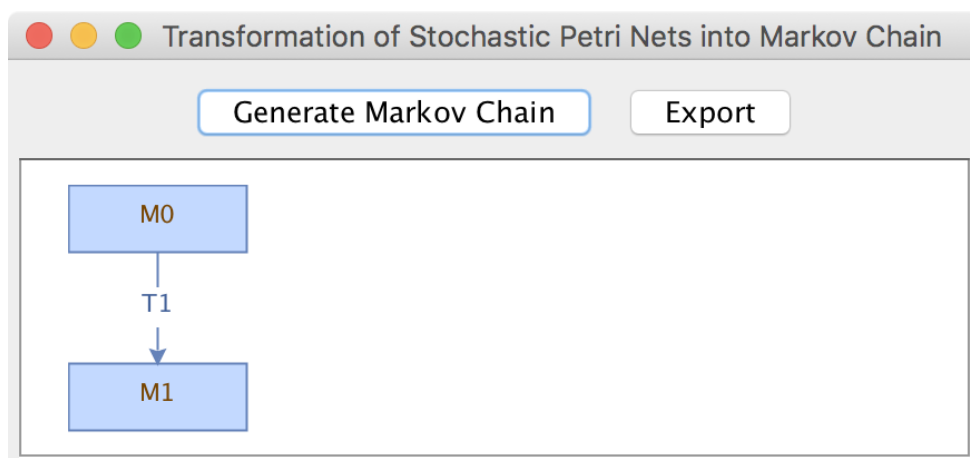 Transformation of Stochastic Petri Nets into Markov Chain
Generate Markov Chain Export
M0
T1
M1